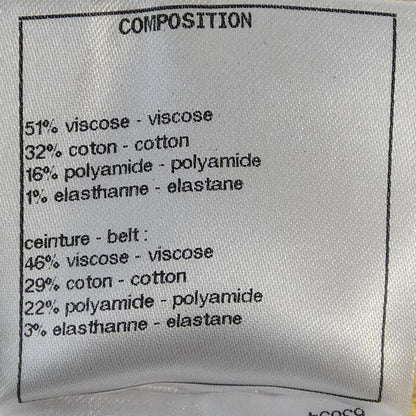 COMPOSITION
51% viscose - viscose
32% coton - cotton
16% polyamide - polyamide
1% elasthanne - elastane
ceinture - belt :
46% viscose - viscose
29% coton - cotton
22% polyamide - polyamide
3% elasthanne - elastane